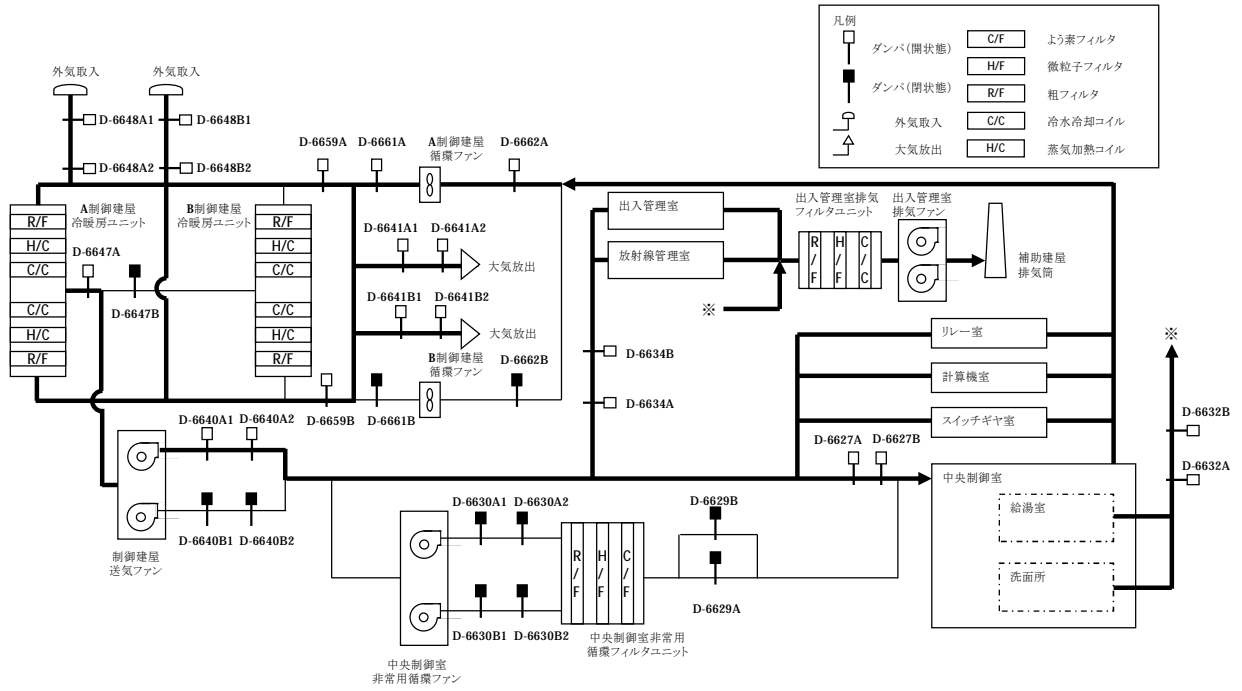 凡例
ダンパ（開状態）
ダンパ（閉状態）
外気取入
大気放出
C/F
よう素フィルタ
H/F
微粒子フィルタ
R/F
粗フィルタ
C/C
冷水冷却コイル
H/C
蒸気加熱コイル
外気取入
外気取入
D-6648A1
D-6648B1
D-6648A2
D-6648B2
D-6659A
D-6661A
A制御建屋
循環ファン
D-6662A
A制御建屋
冷暖房ユニット
B制御建屋
冷暖房ユニット
R/F
H/C
C/C
C/C
H/C
R/F
R/F
H/C
C/C
C/C
H/C
R/F
D-6647A
D-6647B
D-6641A1
D-6641A2
大気放出
D-6641B1
D-6641B2
大気放出
B制御建屋
循環ファン
D-6662B
D-6659B
D-6661B
出入管理室
放射線管理室
出入管理室排気
フィルタユニット
R/F
H/F
C/C
出入管理室
排気ファン
補助建屋
排気筒
※
※
D-6634B
D-6634A
リレー室
計算機室
スイッチギヤ室
D-6632B
D-6632A
D-6640A1
D-6640A2
D-6640B1
D-6640B2
制御建屋
送気ファン
D-6627A
D-6627B
中央制御室
給湯室
洗面所
D-6630A1
D-6630A2
D-6630B1
D-6630B2
R/F
H/F
C/F
D-6629B
D-6629A
中央制御室非常用
循環フィルタユニット
中央制御室
非常用循環ファン